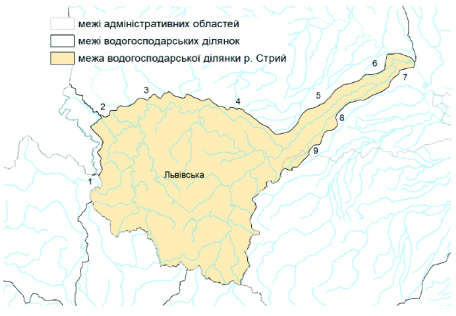 межі адміністративних областей
межі водогосподарських ділянок
межа водогосподарської ділянки р. Стрий
6
7
3
2
4
5
8
9
Львівська
1